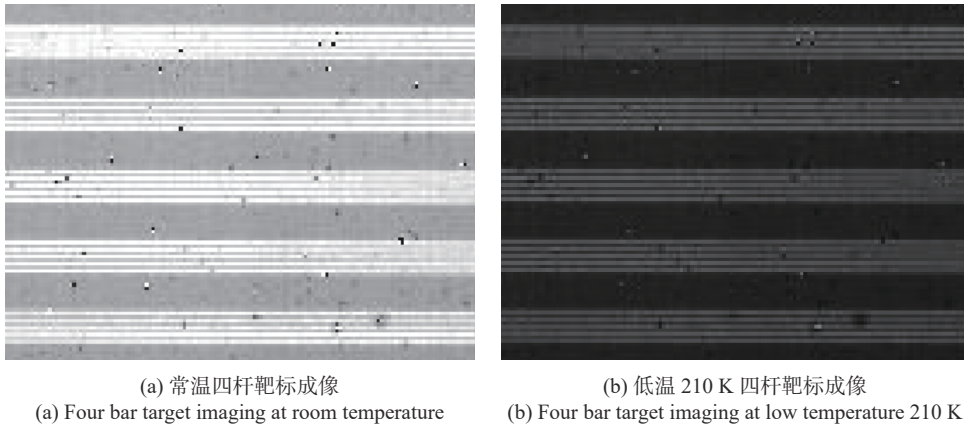 (a) 常温四杆靶标成像
(a) Four bar target imaging at room temperature
(b) 低温 210 K 四杆靶标成像
(b) Four bar target imaging at low temperature 210 K